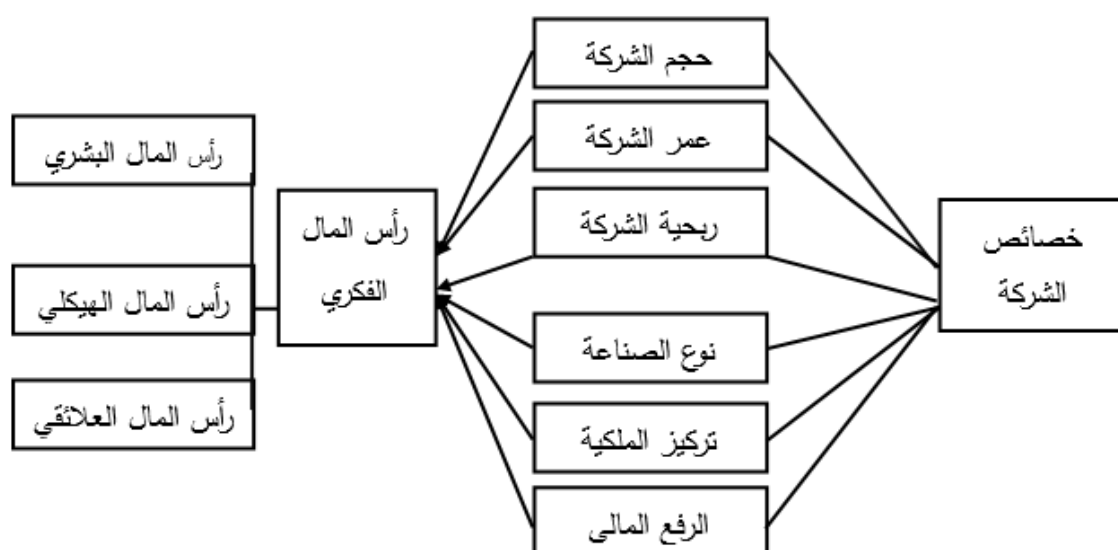 خصائص
الشركة
حجم الشركة
عمر الشركة
ربحية الشركة
نوع الصناعة
تركيز الملكية
الرفع المالى
رأس المال
الفكري
رأس المال البشري
رأس المال الهيكلي
رأس المال العلائقي